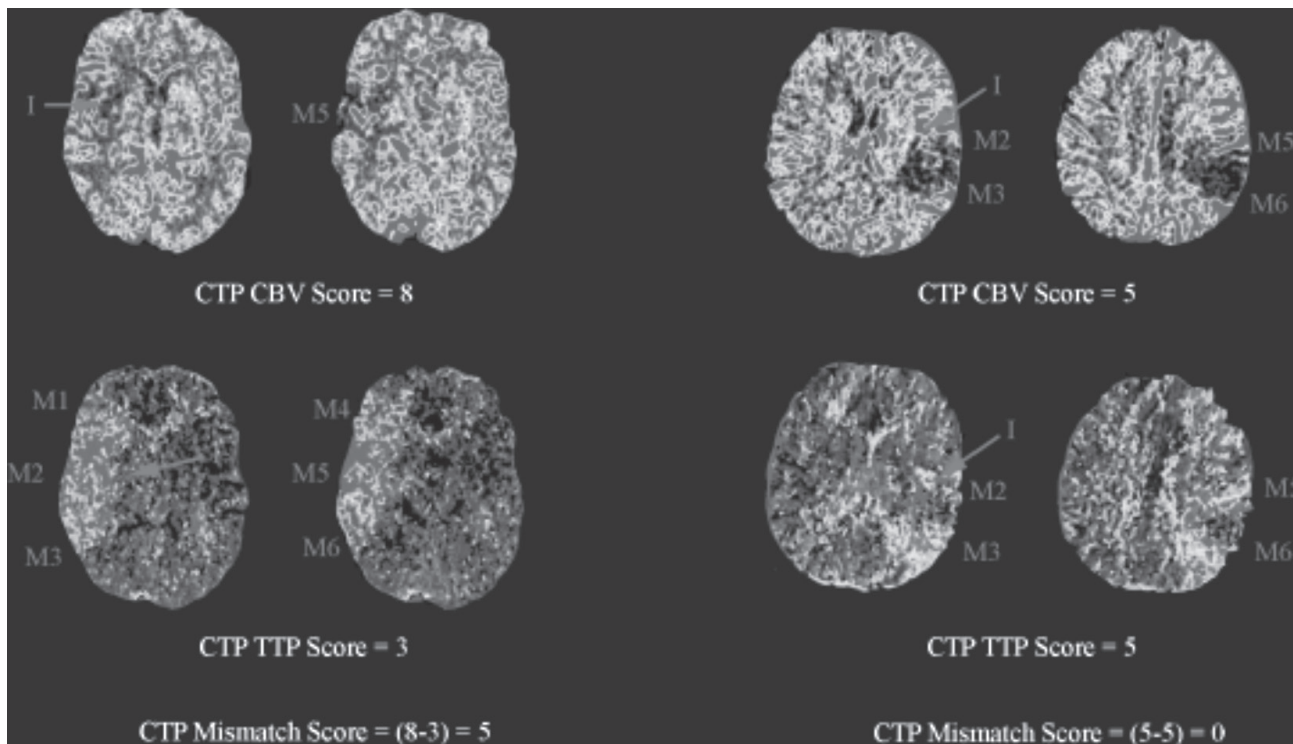 I
M5
CTP CBV Score = 8
I
M2
M3
M5
M6
CTP CBV Score = 5
M1
M2
M3
M4
M5
M6
CTP TTP Score = 3
I
M2
M3
M5
M6
CTP TTP Score = 5
CTP Mismatch Score = (8-3) = 5
CTP Mismatch Score = (5-5) = 0